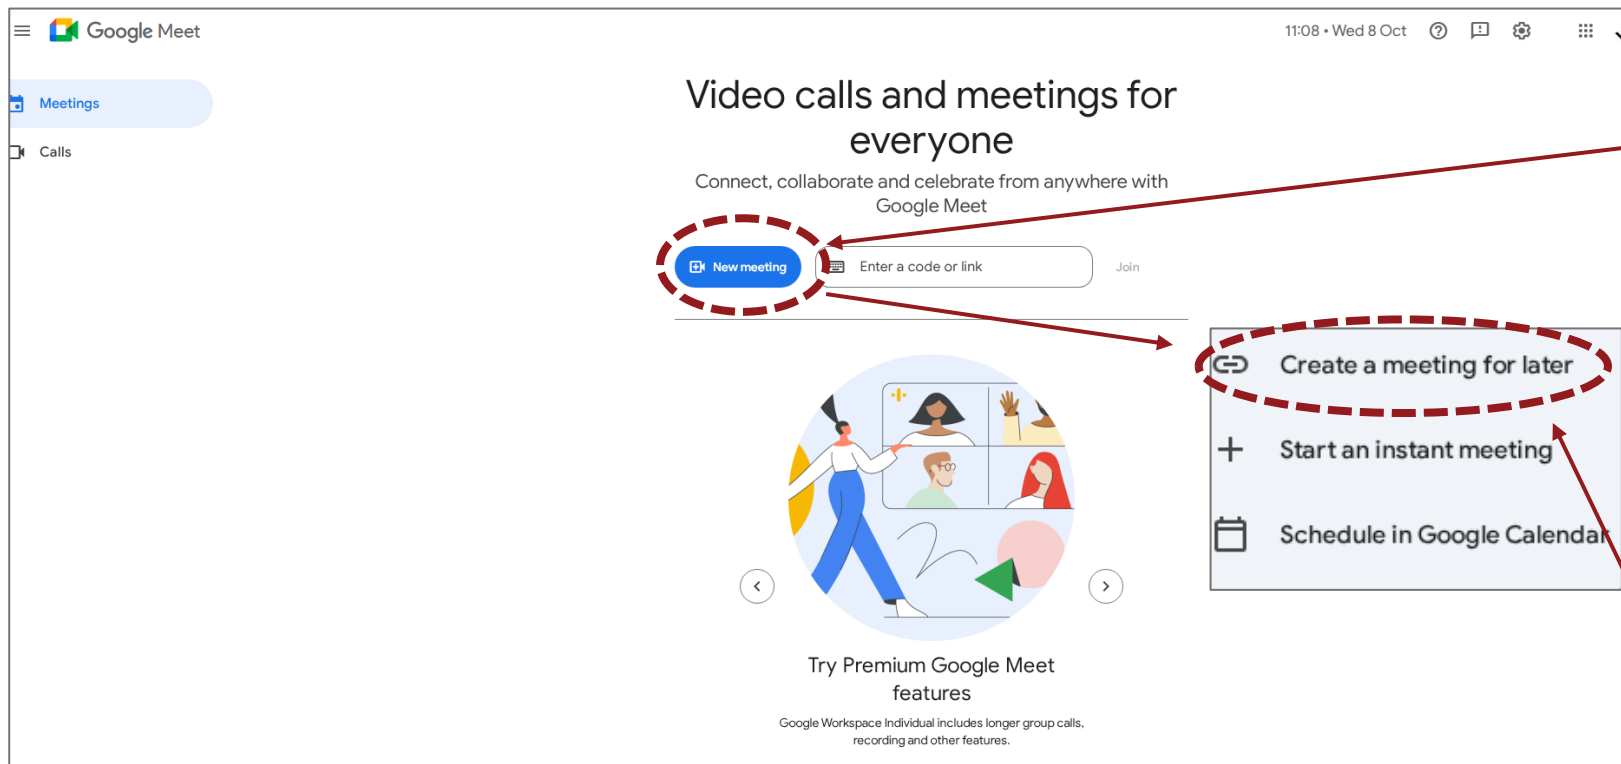 Google Meet
11:08 • Wed 8 Oct
Meetings
Calls
Video calls and meetings for
everyone
Connect, collaborate and celebrate from anywhere with
Google Meet
New meeting
Enter a code or link
Join
Create a meeting for later
Start an instant meeting
Schedule in Google Calendar
Try Premium Google Meet
features
Google Workspace Individual includes longer group calls,
recording and other features.